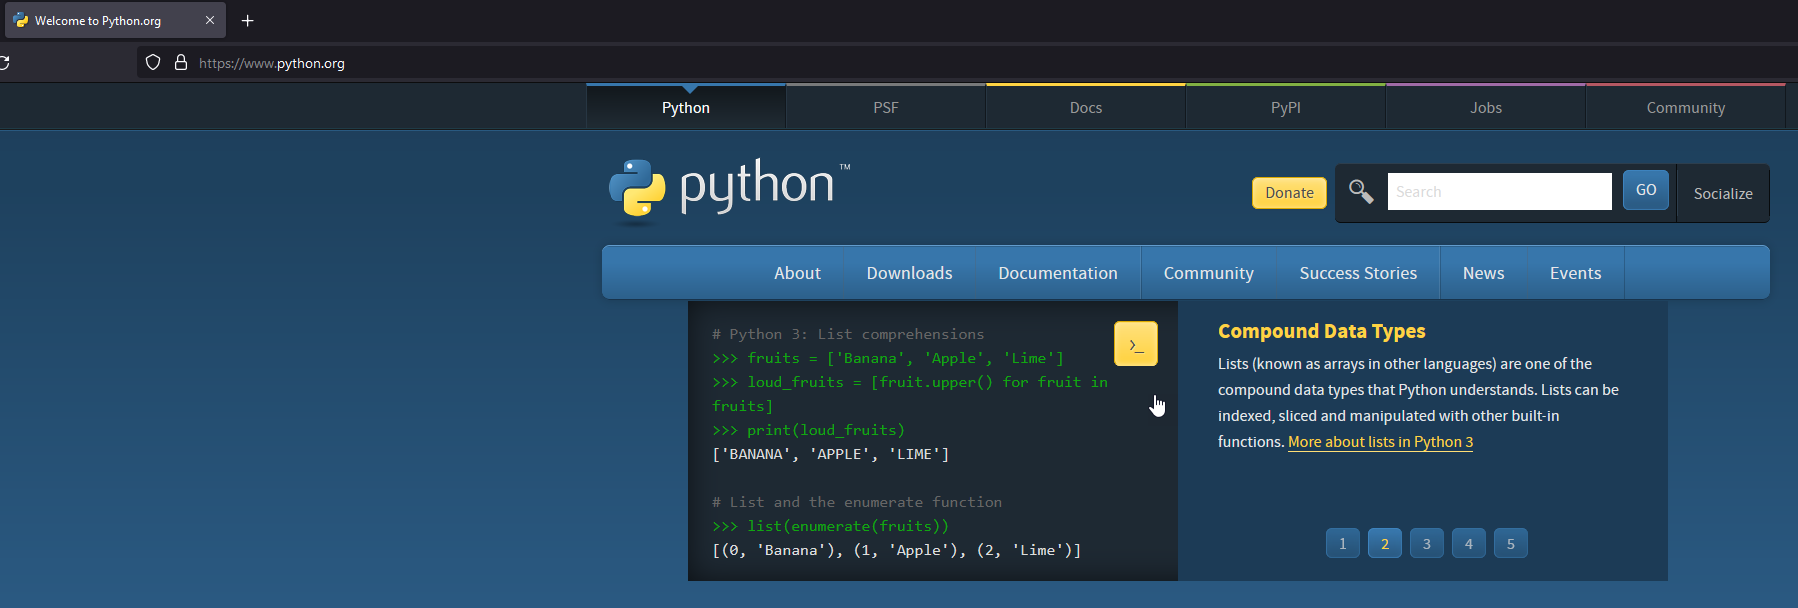 Welcome to Python.org
https://www.python.org
Python PSF Docs PyPI Jobs Community
python™
Donate Search GO Socialize
About Downloads Documentation Community Success Stories News Events
# Python 3: List comprehensions
>>> fruits = ['Banana', 'Apple', 'Lime']
>>> loud_fruits = [fruit.upper() for fruit in
fruits]
>>> print(loud_fruits)
['BANANA', 'APPLE', 'LIME']
# List and the enumerate function
>>> list(enumerate(fruits))
[(0, 'Banana'), (1, 'Apple'), (2, 'Lime')]
>_
Compound Data Types
Lists (known as arrays in other languages) are one of the
compound data types that Python understands. Lists can be
indexed, sliced and manipulated with other built-in
functions. More about lists in Python 3
1 2 3 4 5